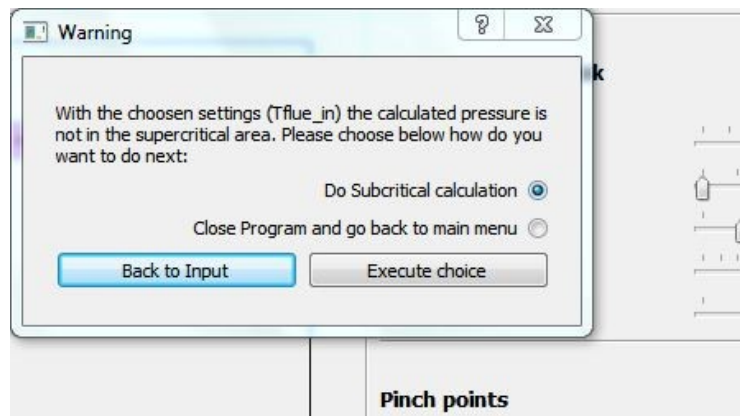 Warning
With the choosen settings (Tflue_in) the calculated pressure is
not in the supercritical area. Please choose below how do you
want to do next:
Do Subcritical calculation
Close Program and go back to main menu
Back to Input
Execute choice
k
Pinch points